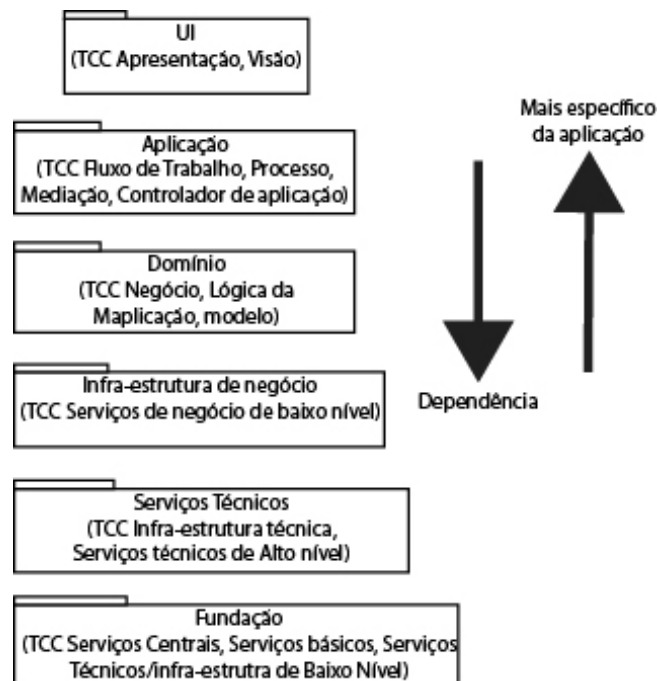 UI
(TCC Apresentação, Visão)
Mais específico
da aplicação
Aplicação
(TCC Fluxo de Trabalho, Processo,
Mediação, Controlador de aplicação)
Domínio
(TCC Negócio, Lógica da
Maplicação, modelo)
Infra-estrutura de negócio
(TCC Serviços de negócio de baixo nível)
Dependência
Serviços Técnicos
(TCC Infra-estrutura técnica,
Serviços técnicos de Alto nível)
Fundação
(TCC Serviços Centrais, Serviços básicos, Serviços
Técnicos/infra-estrutra de Baixo Nível)